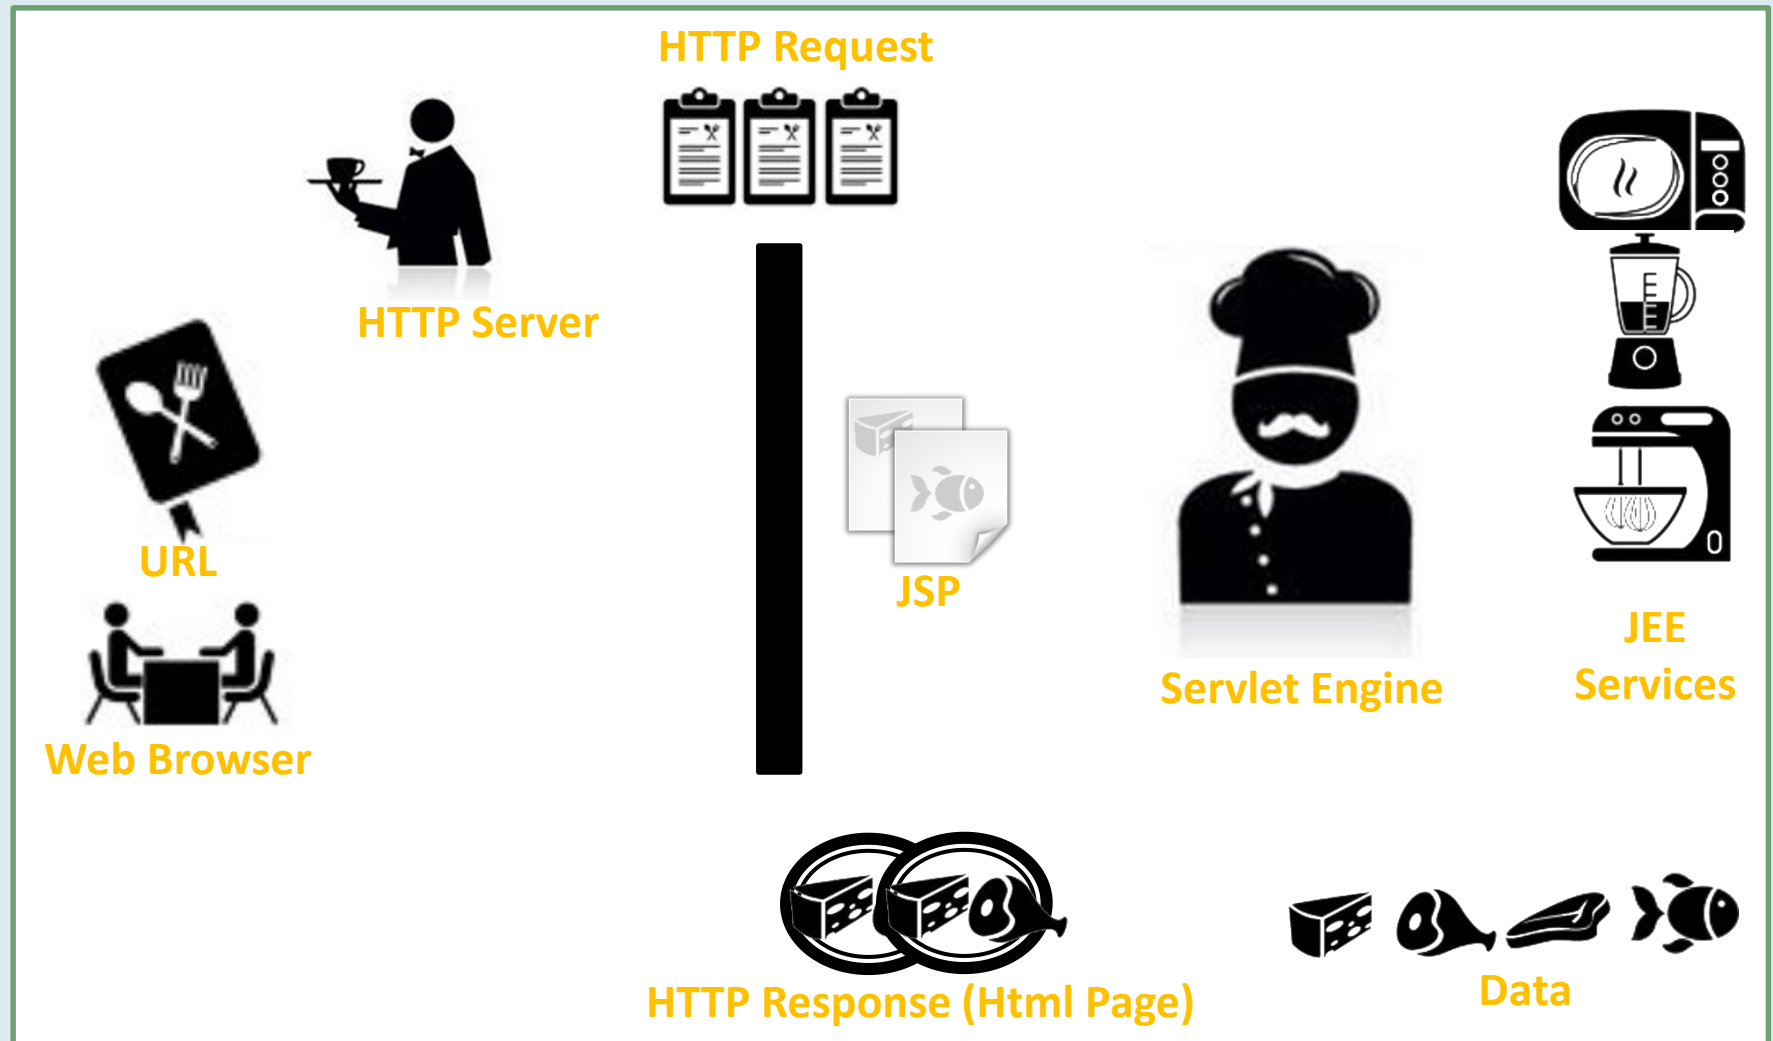 HTTP Request
HTTP Server
URL
JSP
JEE
Services
Servlet Engine
Web Browser
HTTP Response (Html Page)
Data